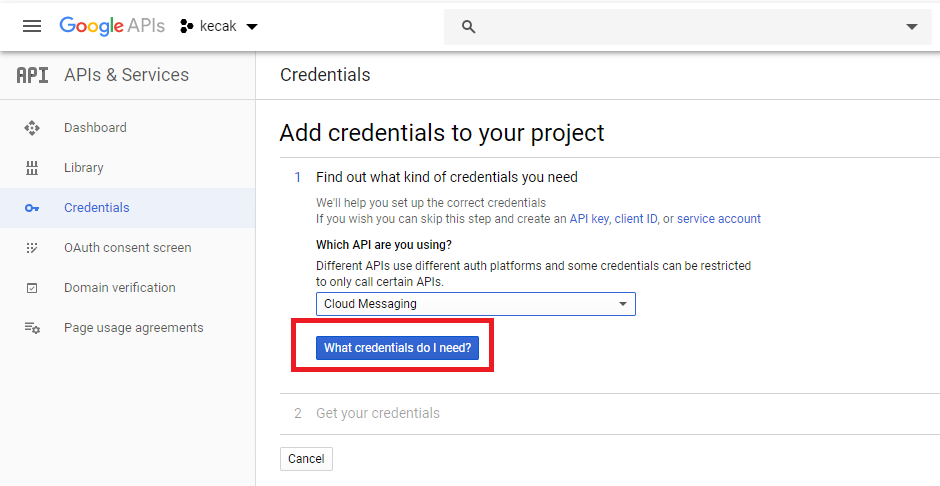 Google APIs kecak
API APIs & Services
Credentials
Dashboard
Library
Credentials
OAuth consent screen
Domain verification
Page usage agreements
Add credentials to your project
1 Find out what kind of credentials you need
We'll help you set up the correct credentials
If you wish you can skip this step and create an API key, client ID, or service account
Which API are you using?
Different APIs use different auth platforms and some credentials can be restricted
to only call certain APIs.
Cloud Messaging
What credentials do I need?
2 Get your credentials
Cancel